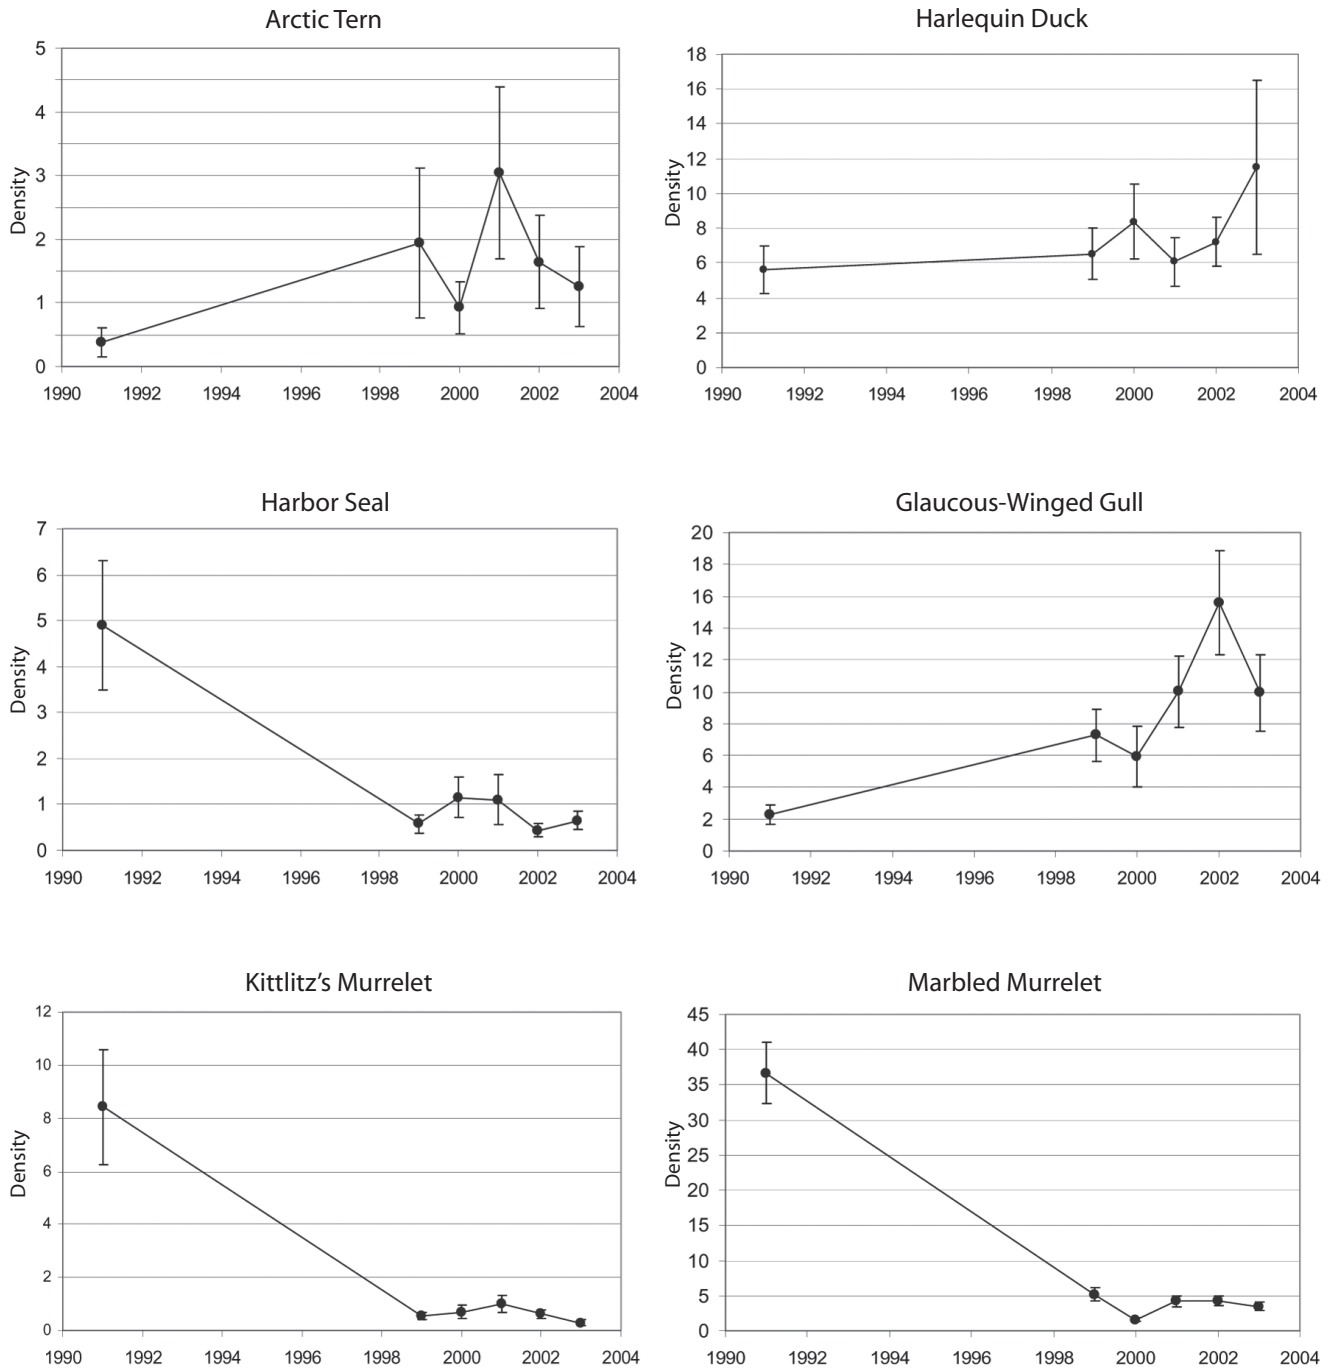 Arctic Tern
Density
5
4
3
2
1
0
1990 1992 1994 1996 1998 2000 2002 2004
Harlequin Duck
Density
18
16
14
12
10
8
6
4
2
0
1990 1992 1994 1996 1998 2000 2002 2004
Harbor Seal
Density
7
6
5
4
3
2
1
0
1990 1992 1994 1996 1998 2000 2002 2004
Glaucous-Winged Gull
Density
20
18
16
14
12
10
8
6
4
2
0
1990 1992 1994 1996 1998 2000 2002 2004
Kittlitz’s Murrelet
Density
12
10
8
6
4
2
0
1990 1992 1994 1996 1998 2000 2002 2004
Marbled Murrelet
Density
45
40
35
30
25
20
15
10
5
0
1990 1992 1994 1996 1998 2000 2002 2004